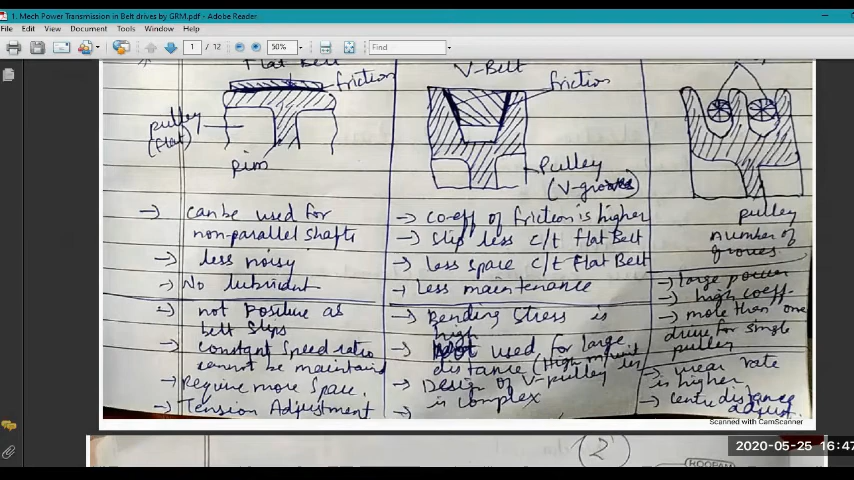 1. Mech Power Transmission in Belt drives by GRM.pdf - Adobe Reader
File Edit View Document Tools Window Help
1 / 12 50% Find
Flat Belt
friction
pulley
(flat)
Rim
V-Belt
friction
Pulley
(V-grooves)
pulley
Number of
groves.
→ can be used for
non-parallel shafts
→ less noisy
→ No lubricant
→ not Positive as
belt slips
→ constant speed ratio
cannot be maintain
→ Require more space.
→ Tension Adjustment
→ co-eff of friction is higher
→ slip less c/t flat Belt
→ less space c/t flat Belt
→ Less maintenance
→ Bending stress is
high
→ not used for large
distance (High m/unit
→ Design of V-pulley
is complex
→
→ large power
→ high coeff.
→ more than one
drive for single
pulley
→ wear rate
is higher
→ centre distance
adjust.
Scanned with CamScanner
2
ROOPAM
2020-05-25 16:47